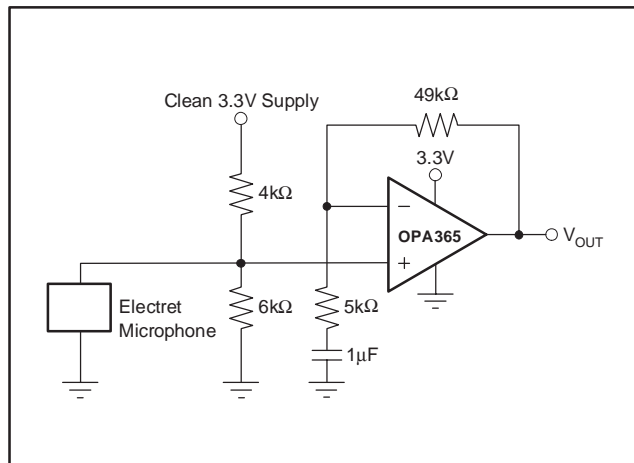 49kΩ
Clean 3.3V Supply
3.3V
4kΩ
−
OPA365
V_OUT
+
Electret
Microphone
6kΩ
5kΩ
1μF